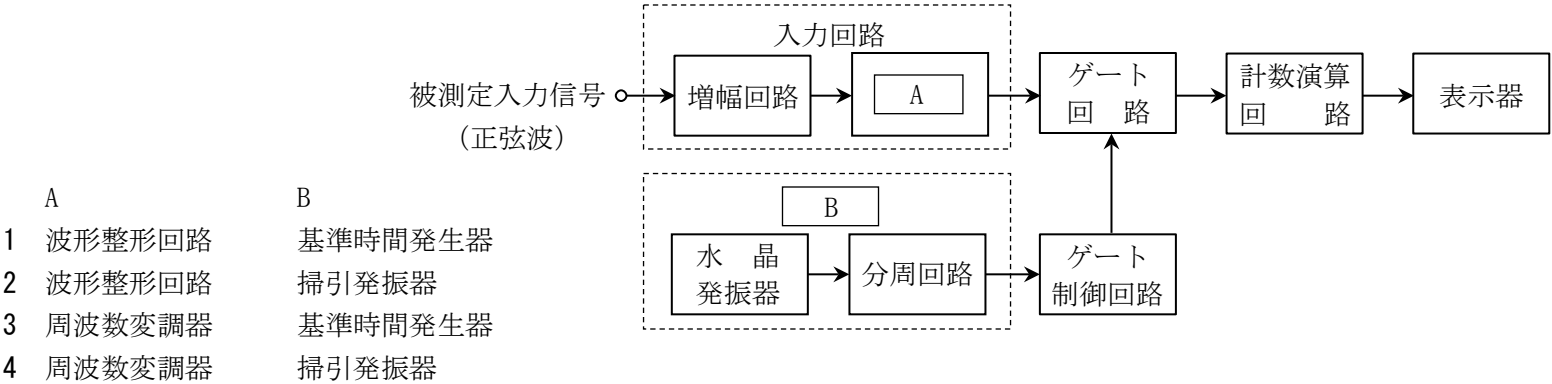 入力回路
被測定入力信号
(正弦波)
増幅回路
A
ゲート
回 路
計数演算
回 路
表示器
B
水 晶
発振器
分周回路
ゲート
制御回路
A B
1 波形整形回路 基準時間発生器
2 波形整形回路 掃引発振器
3 周波数変調器 基準時間発生器
4 周波数変調器 掃引発振器